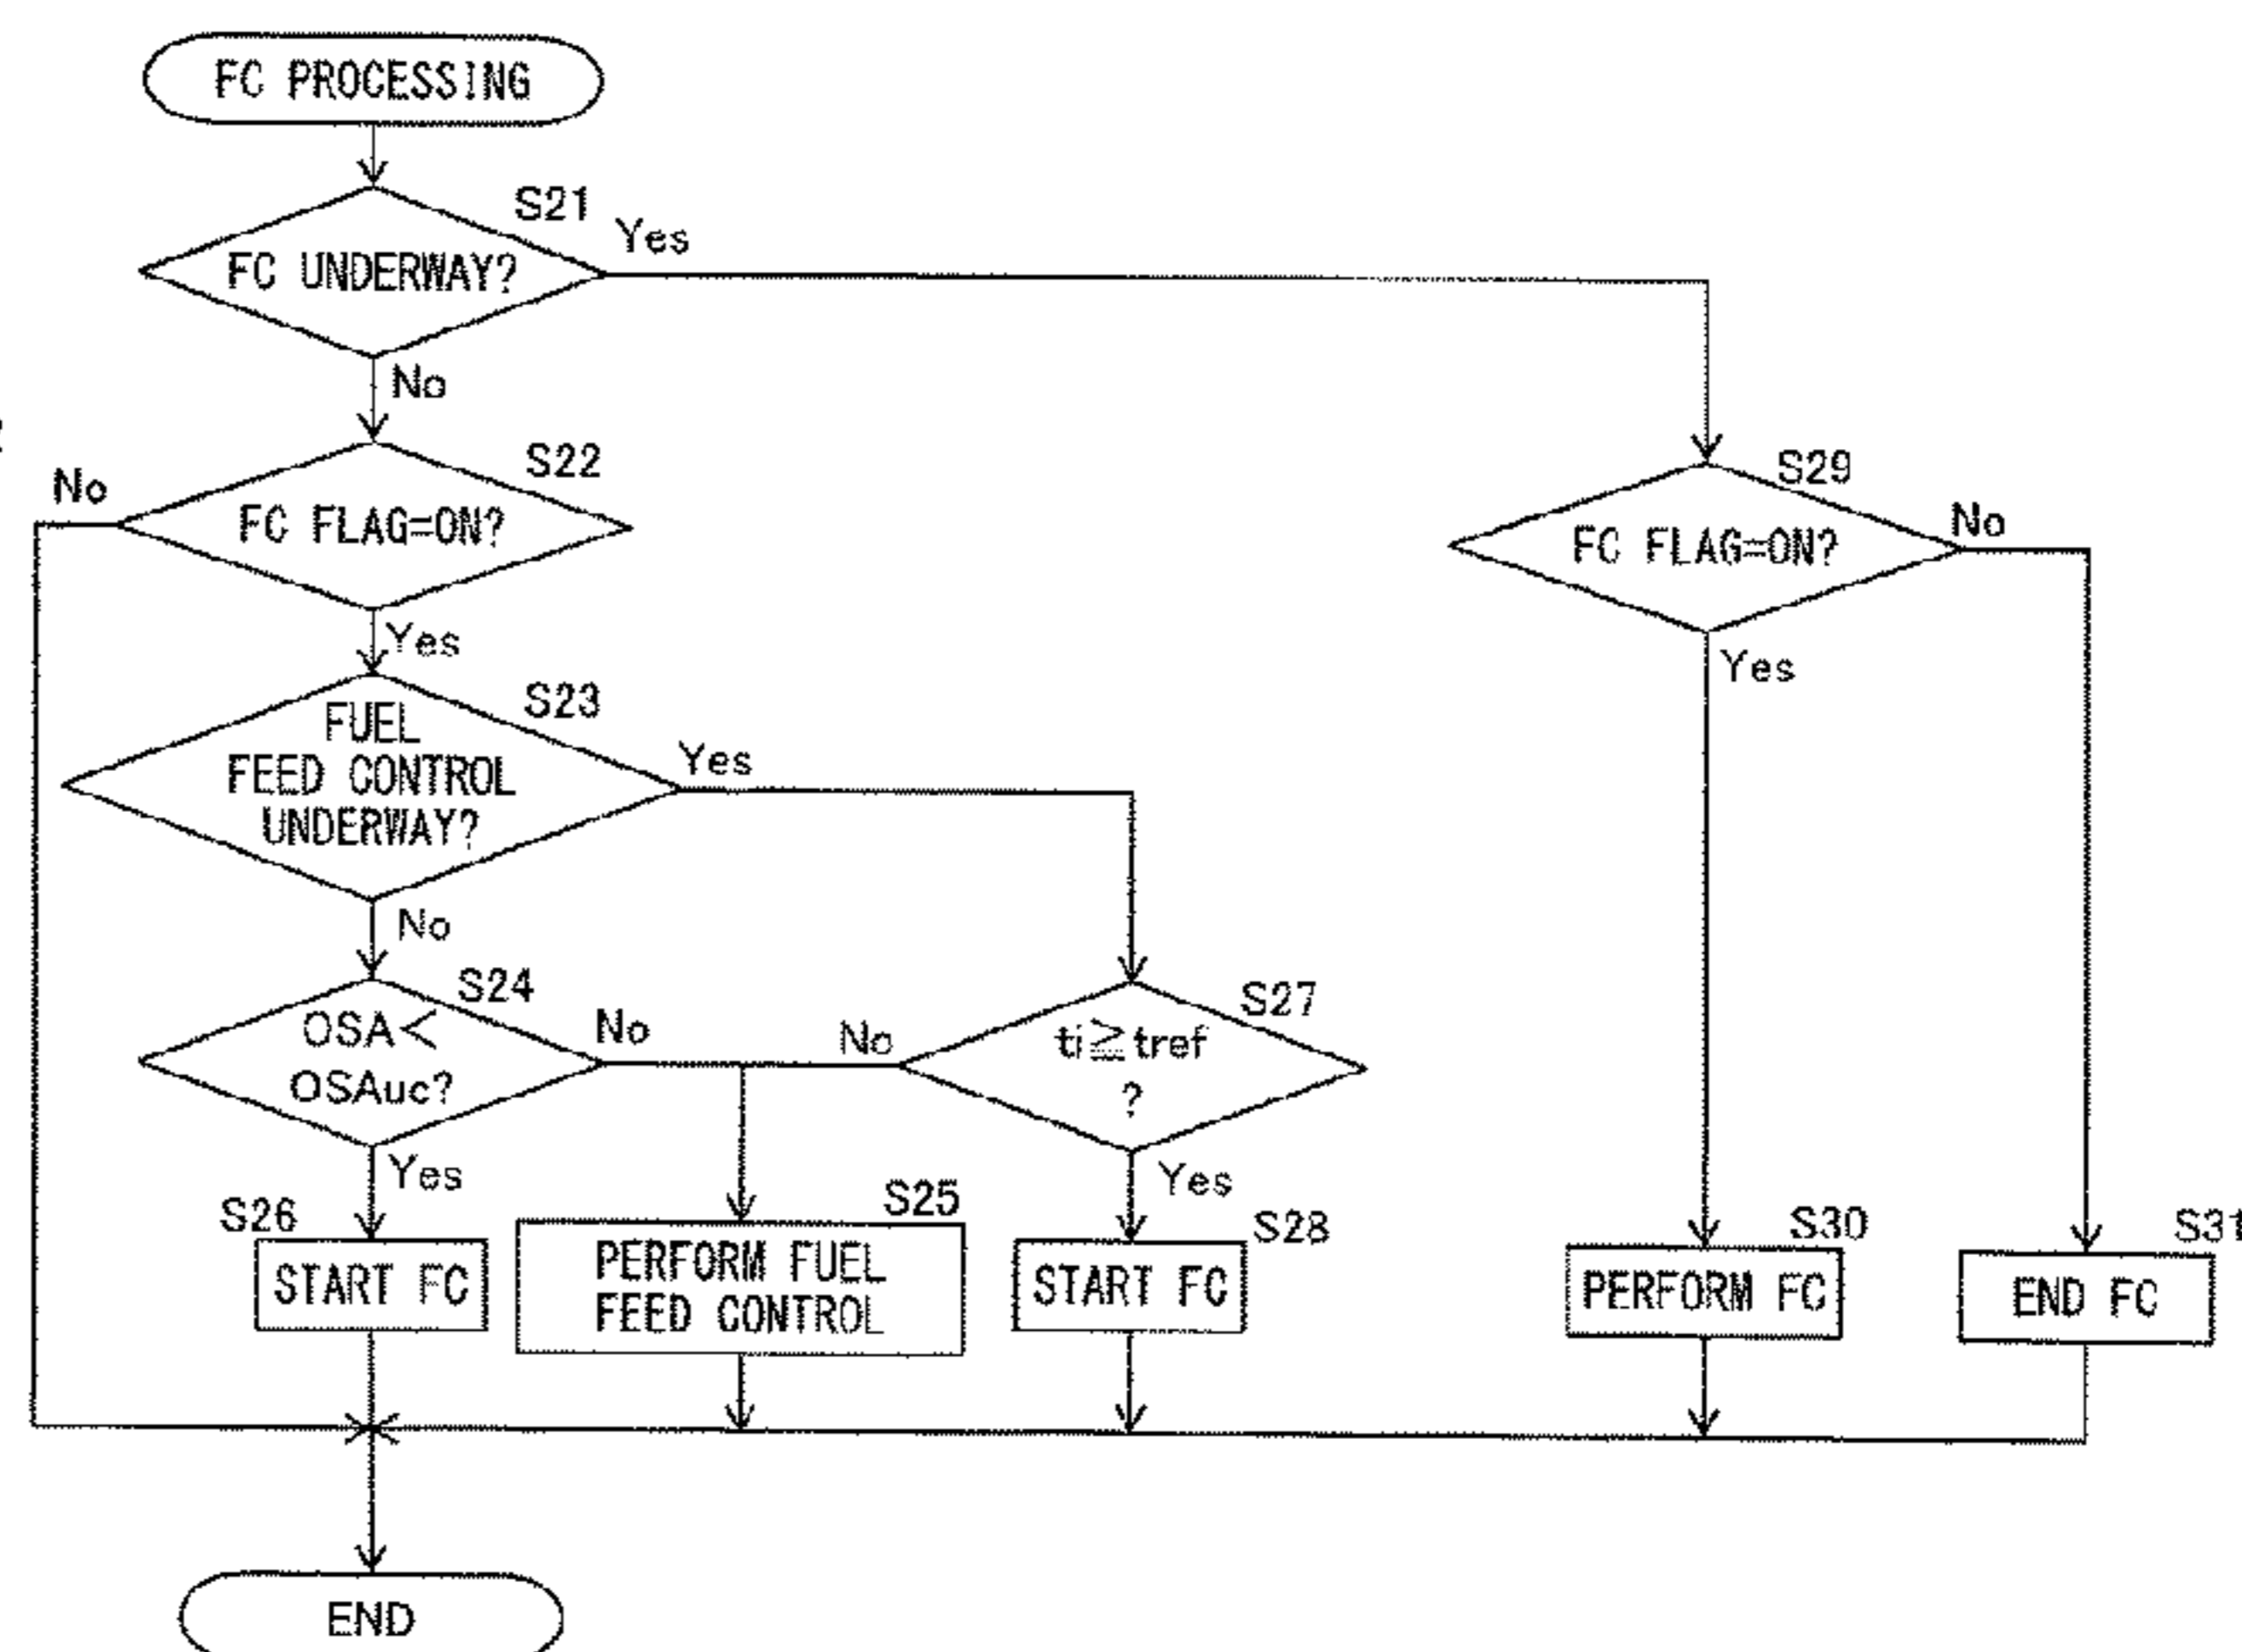 FC PROCESSING
S21
FC UNDERWAY?
Yes
No
S22
No
FC FLAG=ON?
Yes
S29
FC FLAG=ON?
No
Yes
S23
FUEL
FEED CONTROL
UNDERWAY?
Yes
No
S24
OSA<
OSAuc?
No
Yes
S27
ti≧tref
?
No
Yes
S26
START FC
S25
PERFORM FUEL
FEED CONTROL
S28
START FC
S30
PERFORM FC
S31
END FC
END